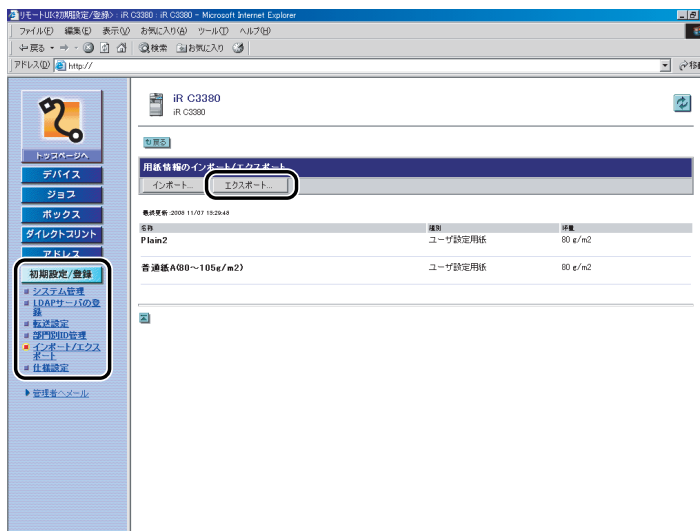 リモートUI<初期設定/登録> : iR C3380 : iR C3380 - Microsoft Internet Explorer
ファイル(F) 編集(E) 表示(V) お気に入り(A) ツール(T) ヘルプ(H)
戻る 検索 お気に入り
アドレス(D) http:// 移動
iR C3380
iR C3380
トップページへ
戻る
デバイス
ジョブ
ボックス
ダイレクトプリント
アドレス
初期設定/登録
システム管理
LDAPサーバの登
録
転送設定
部門別ID管理
インポート/エクス
ポート
仕様設定
管理者へメール
用紙情報のインポート/エクスポート
インポート... エクスポート...
最終更新 :2008 11/07 15:29:48
名称 種別 坪量
Plain2 ユーザ設定用紙 80 g/m2
普通紙A(80～105g/m2) ユーザ設定用紙 80 g/m2